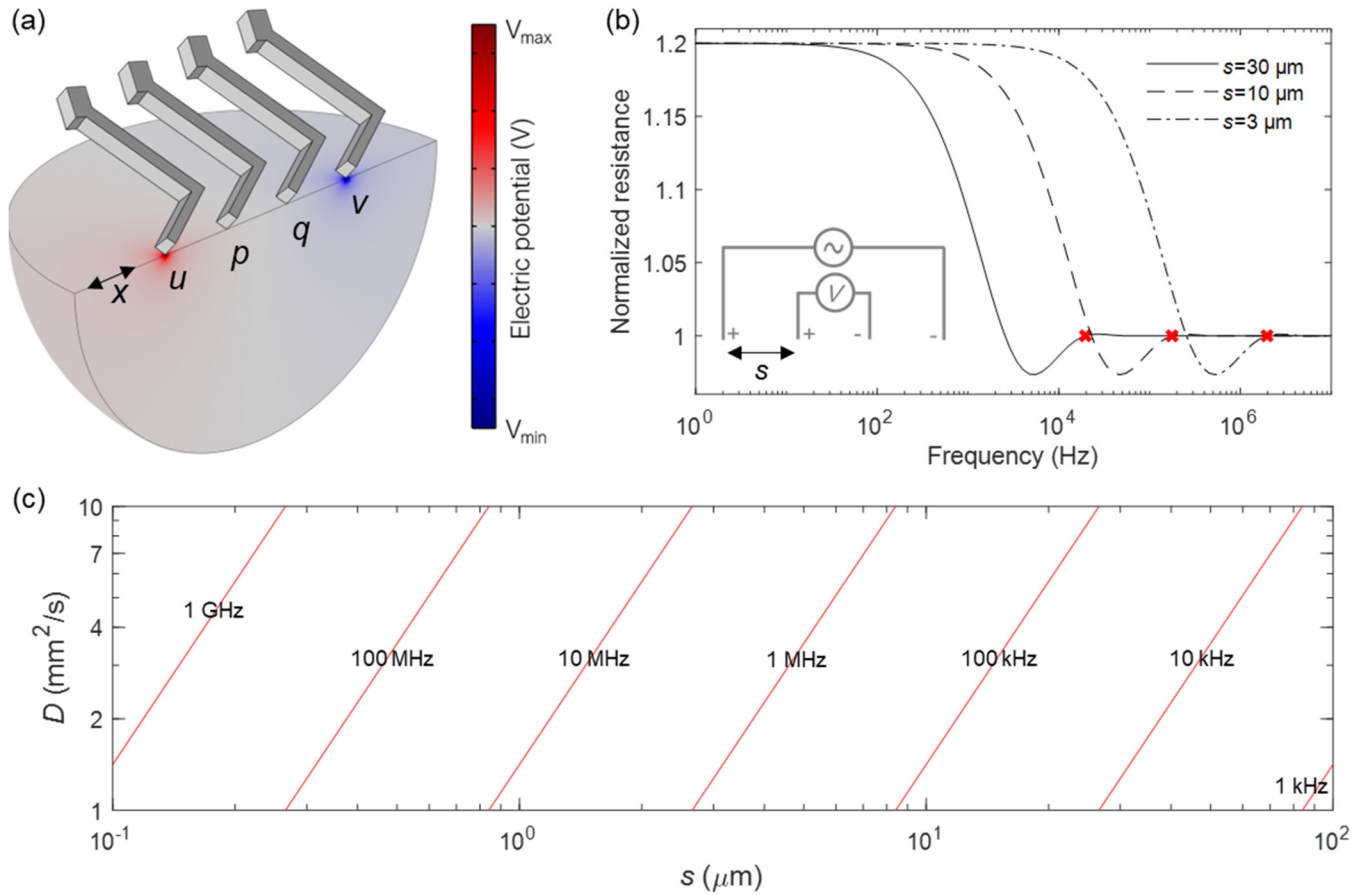 (a)
V_max
Electric potential (V)
V_min
x
u
p
q
v
(b)
Normalized resistance
1.2
1.15
1.1
1.05
1
s=30 µm
s=10 µm
s=3 µm
V
+ + - -
s
10^0 10^2 10^4 10^6
Frequency (Hz)
(c)
D (mm^2/s)
10
7
4
2
1
1 GHz
100 MHz
10 MHz
1 MHz
100 kHz
10 kHz
1 kHz
10^-1 10^0 10^1 10^2
s (μm)